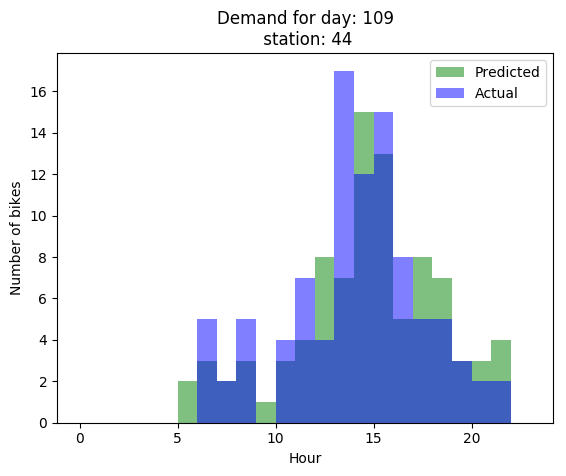 Demand for day: 109
station: 44
Predicted
Actual
Number of bikes
16
14
12
10
8
6
4
2
0
0 5 10 15 20
Hour